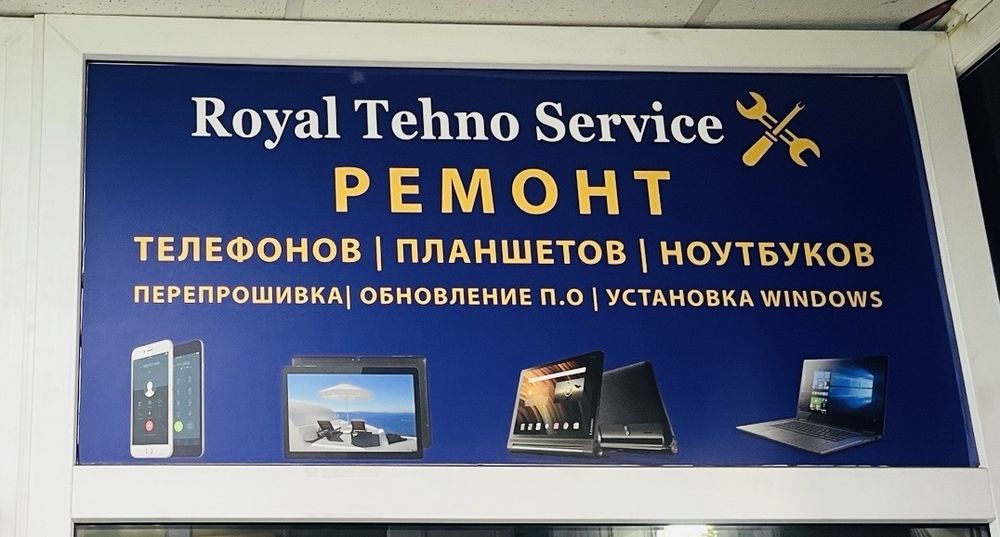 Royal Tehno Service
РЕМОНТ
ТЕЛЕФОНОВ | ПЛАНШЕТОВ | НОУТБУКОВ
ПЕРЕПРОШИВКА| ОБНОВЛЕНИЕ П.О | УСТАНОВКА WINDOWS